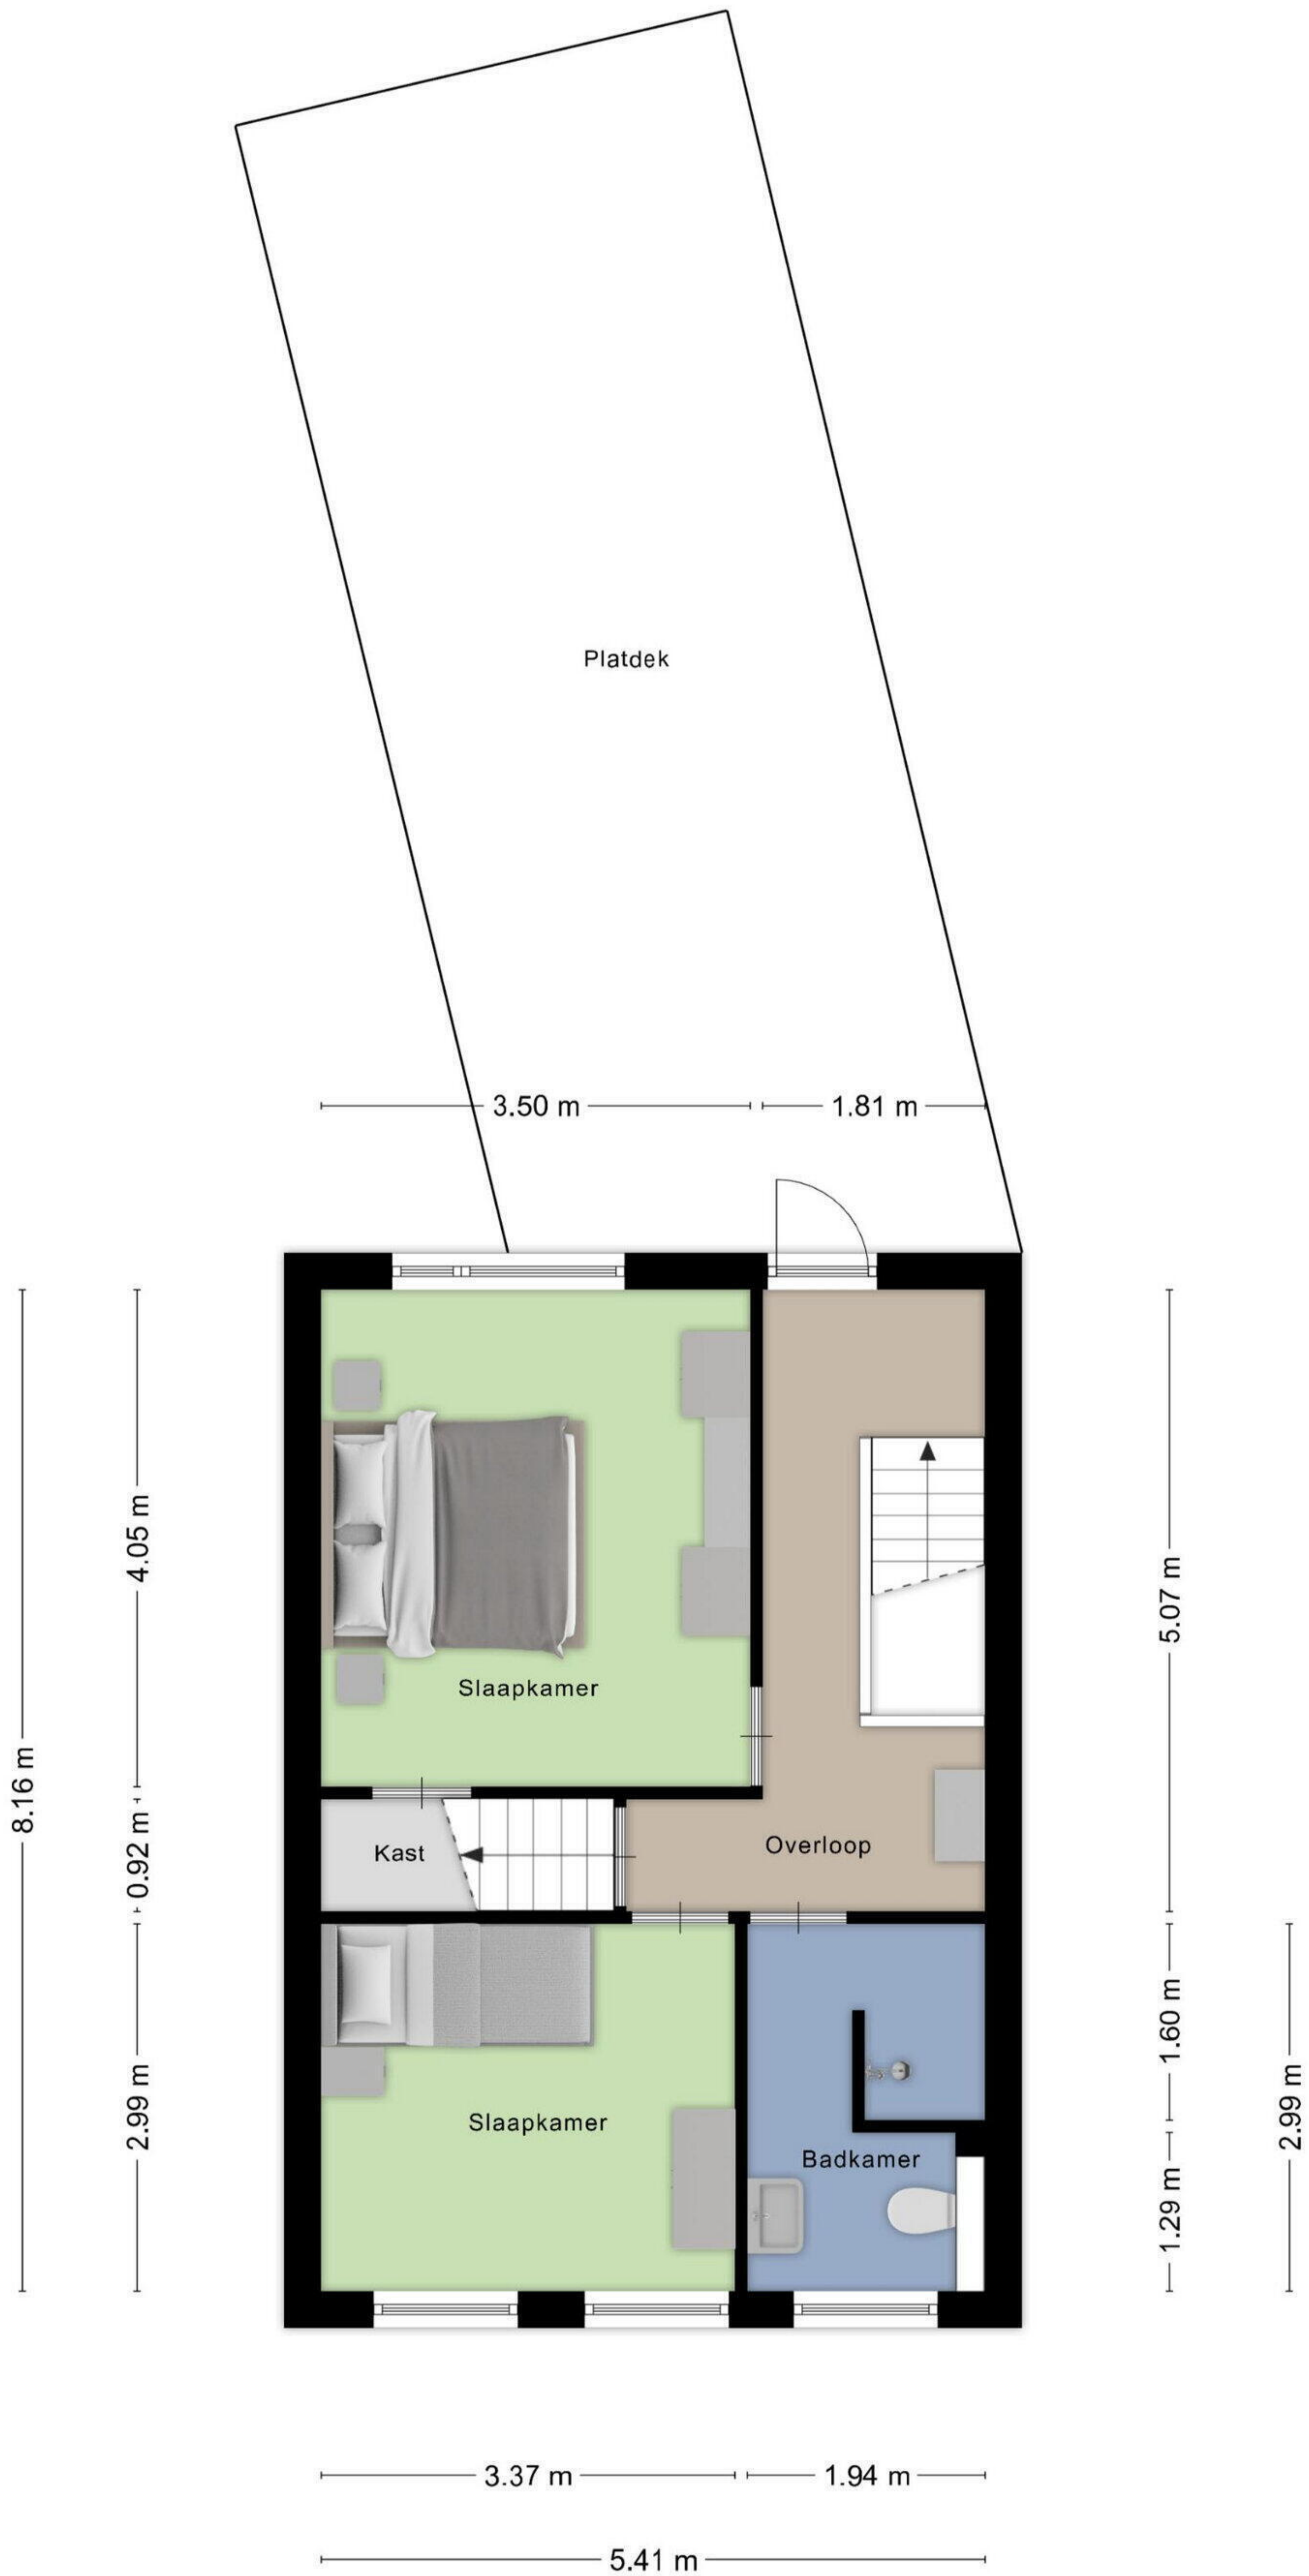 Platdek
3.50 m
1.81 m
4.05 m
5.07 m
Slaapkamer
8.16 m
0.92 m
Kast
Overloop
1.60 m
2.99 m
2.99 m
Slaapkamer
Badkamer
1.29 m
3.37 m
1.94 m
5.41 m